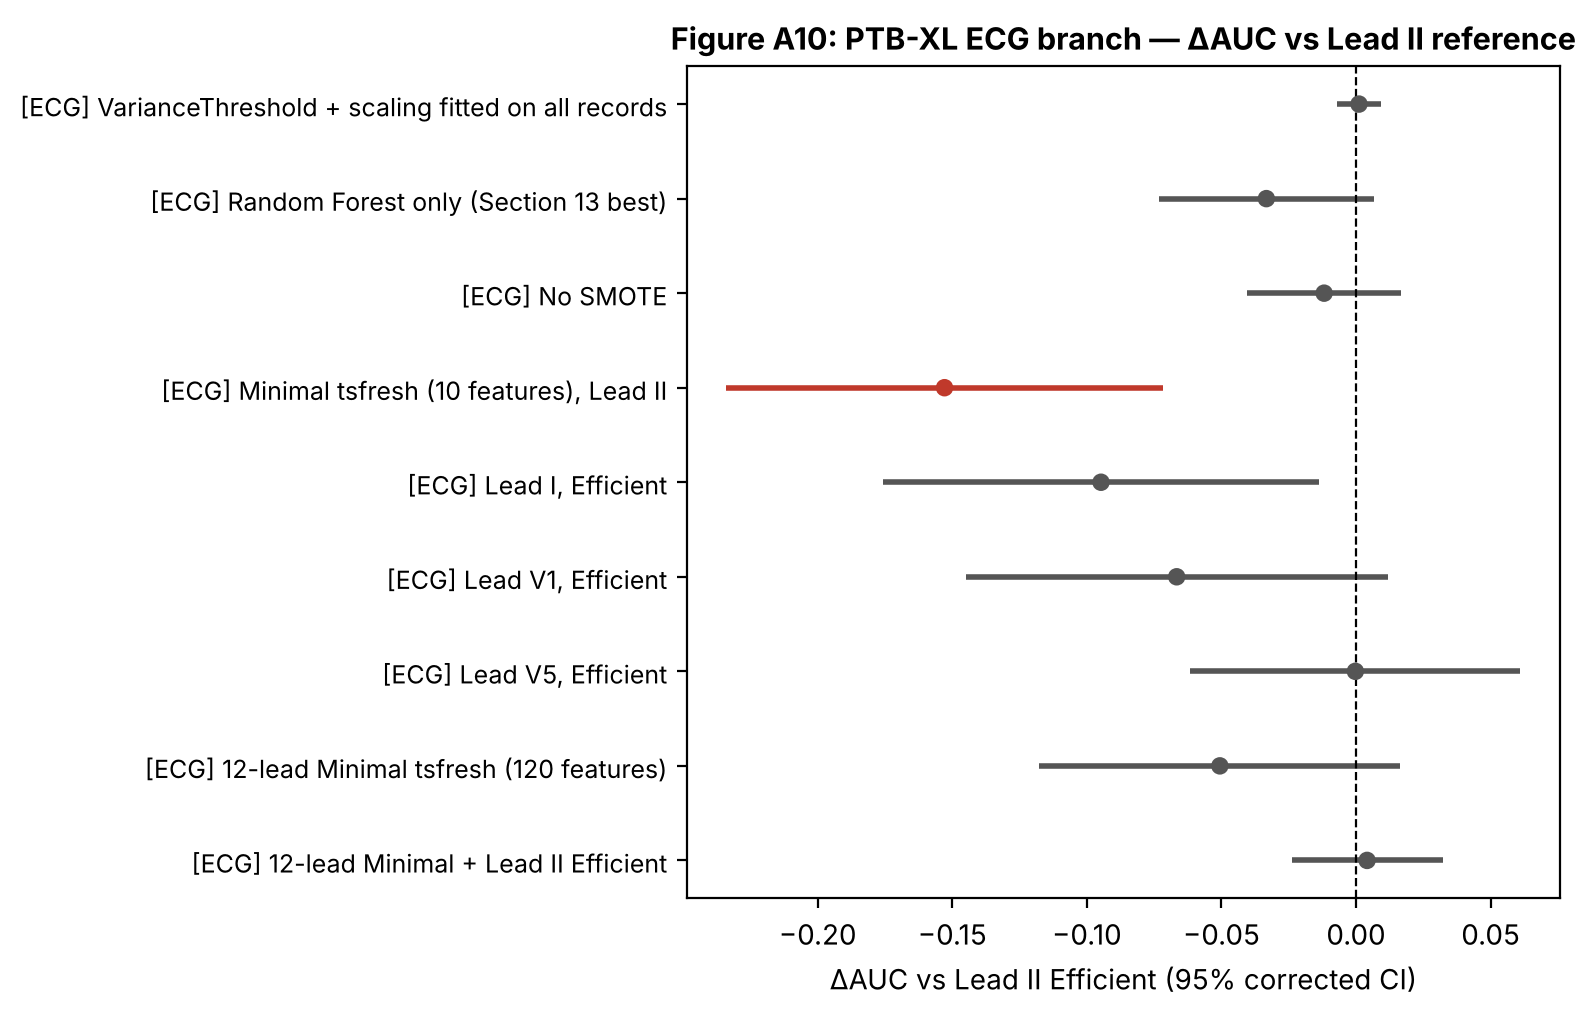 Figure A10: PTB-XL ECG branch — ΔAUC vs Lead II reference
[ECG] VarianceThreshold + scaling fitted on all records
[ECG] Random Forest only (Section 13 best)
[ECG] No SMOTE
[ECG] Minimal tsfresh (10 features), Lead II
[ECG] Lead I, Efficient
[ECG] Lead V1, Efficient
[ECG] Lead V5, Efficient
[ECG] 12-lead Minimal tsfresh (120 features)
[ECG] 12-lead Minimal + Lead II Efficient
−0.20 −0.15 −0.10 −0.05 0.00 0.05
ΔAUC vs Lead II Efficient (95% corrected CI)